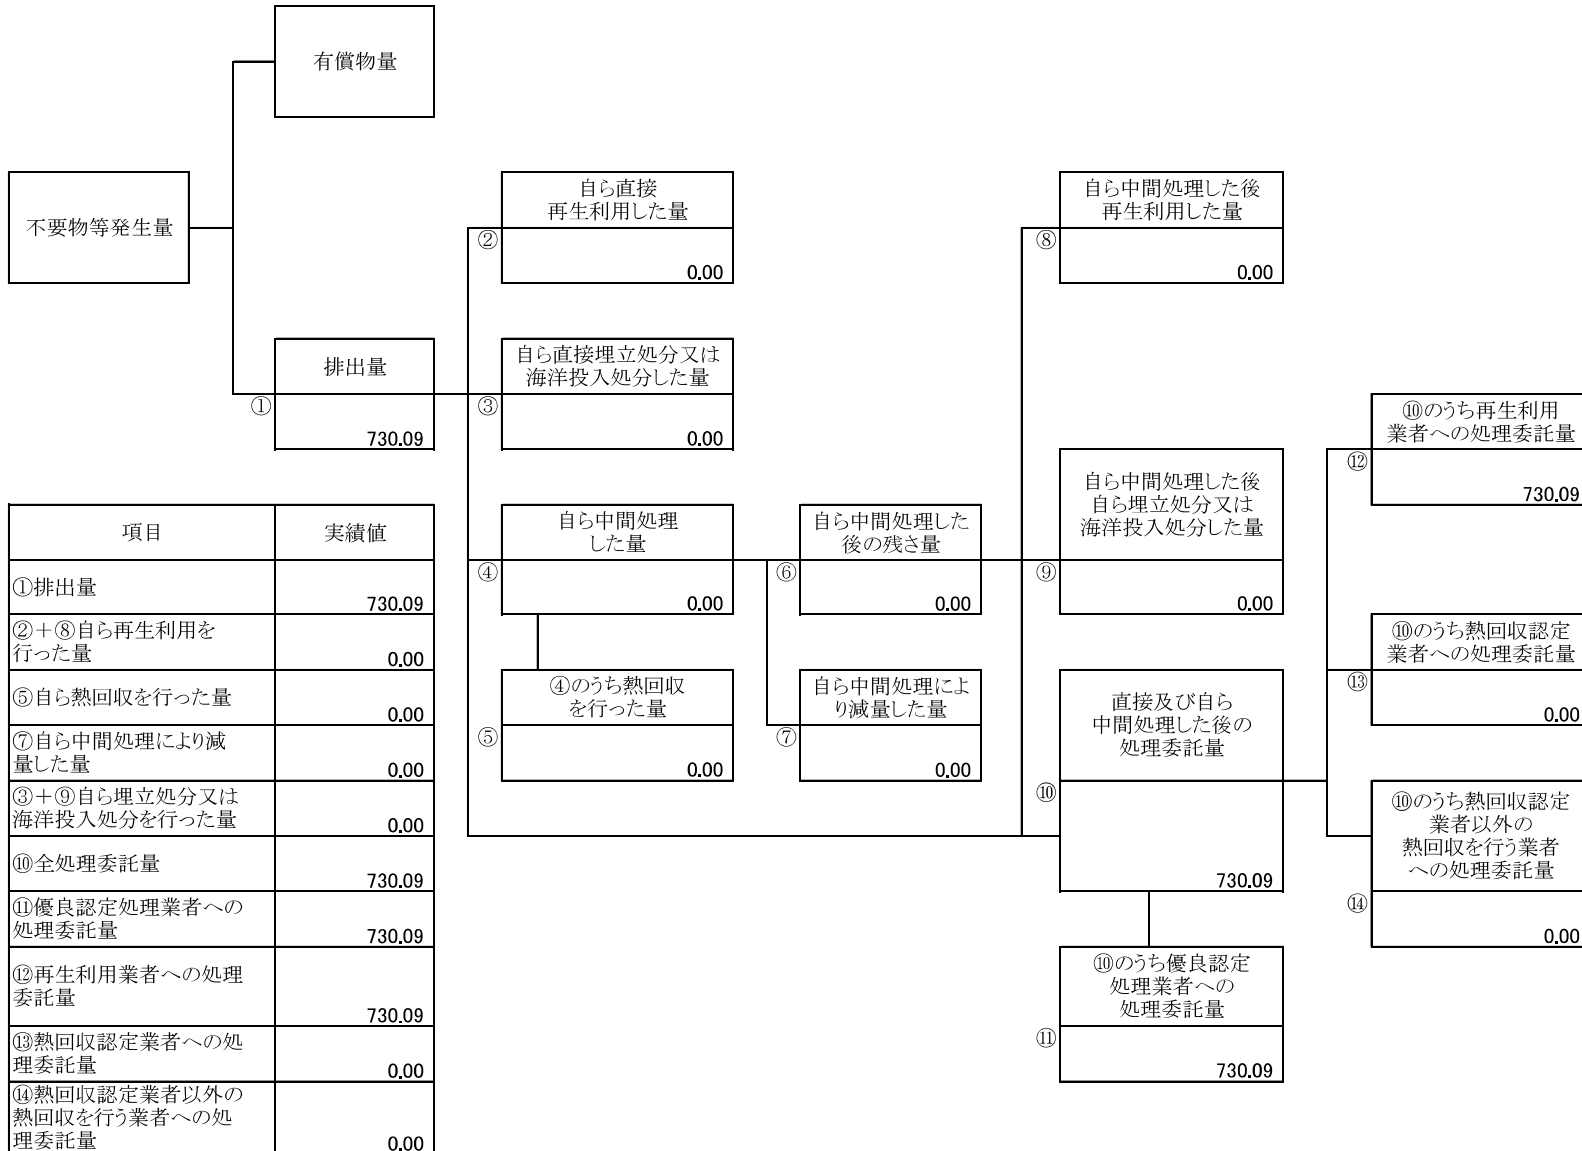 有償物量
不要物等発生量
自ら直接
再生利用した量
②
0.00
自ら中間処理した後
再生利用した量
⑧
0.00
排出量
①
730.09
自ら直接埋立処分又は
海洋投入処分した量
③
0.00
⑩のうち再生利用
業者への処理委託量
⑫
730.09
自ら中間処理
した量
④
0.00
自ら中間処理した
後の残さ量
⑥
0.00
自ら中間処理した後
自ら埋立処分又は
海洋投入処分した量
⑨
0.00
⑩のうち熱回収認定
業者への処理委託量
⑬
0.00
④のうち熱回収
を行った量
⑤
0.00
自ら中間処理によ
り減量した量
⑦
0.00
直接及び自ら
中間処理した後の
処理委託量
⑩
730.09
⑩のうち熱回収認定
業者以外の
熱回収を行う業者
への処理委託量
⑭
0.00
⑩のうち優良認定
処理業者への
処理委託量
⑪
730.09
項目 実績値
①排出量
730.09
②＋⑧自ら再生利用を
行った量 0.00
⑤自ら熱回収を行った量
0.00
⑦自ら中間処理により減
量した量 0.00
③＋⑨自ら埋立処分又は
海洋投入処分を行った量 0.00
⑩全処理委託量
730.09
⑪優良認定処理業者への
処理委託量 730.09
⑫再生利用業者への処理
委託量
730.09
⑬熱回収認定業者への処
理委託量 0.00
⑭熱回収認定業者以外の
熱回収を行う業者への処
理委託量 0.00